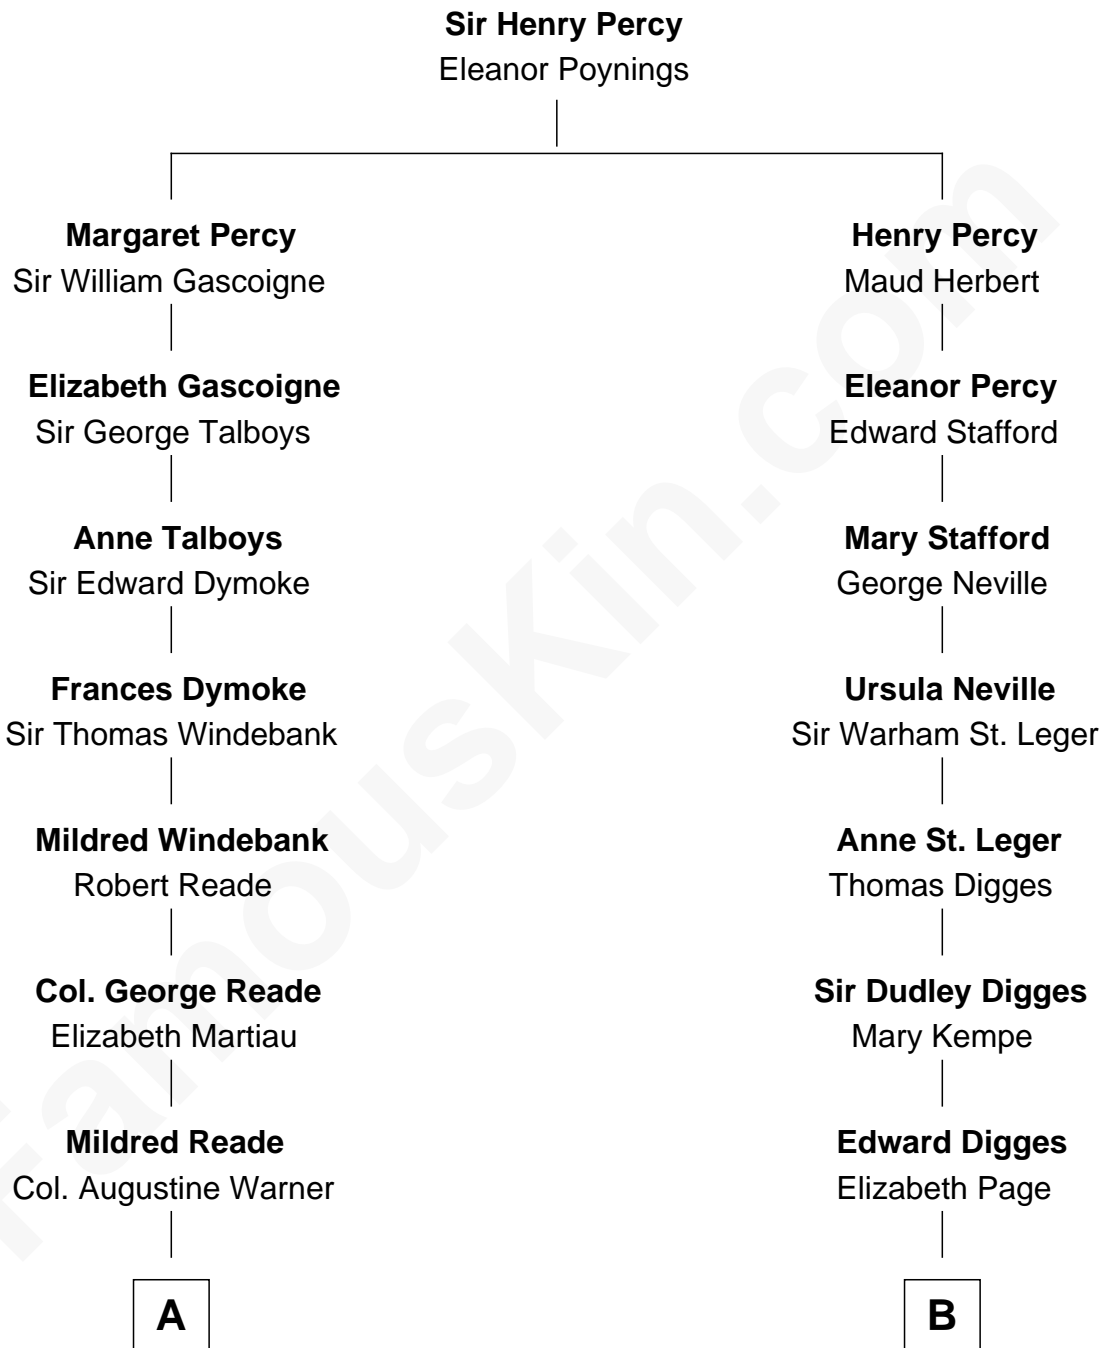 Sir Henry Percy
Eleanor Poynings
Margaret Percy
Sir William Gascoigne
Henry Percy
Maud Herbert
Elizabeth Gascoigne
Sir George Talboys
Eleanor Percy
Edward Stafford
Anne Talboys
Sir Edward Dymoke
Mary Stafford
George Neville
Frances Dymoke
Sir Thomas Windebank
Ursula Neville
Sir Warham St. Leger
Mildred Windebank
Robert Reade
Anne St. Leger
Thomas Digges
Col. George Reade
Elizabeth Martiau
Sir Dudley Digges
Mary Kempe
Mildred Reade
Col. Augustine Warner
Edward Digges
Elizabeth Page
A
B
FamousKin.com